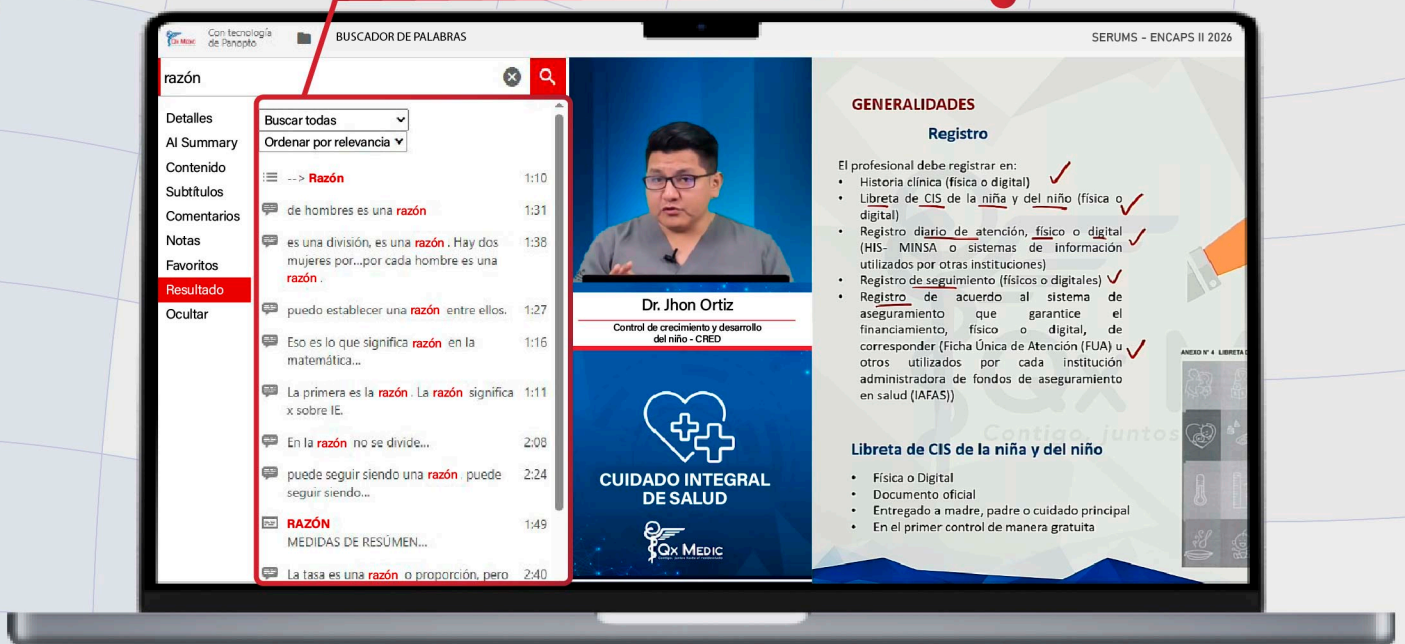 Qx Medic
Con tecnología
de Panopto
BUSCADOR DE PALABRAS
SERUMS - ENCAPS II 2026
razón
Detalles
AI Summary
Contenido
Subtítulos
Comentarios
Notas
Favoritos
Resultado
Ocultar
Buscar todas
Ordenar por relevancia
--> Razón 1:10
de hombres es una razón 1:31
es una división, es una razón . Hay dos 1:38
mujeres por...por cada hombre es una
razón .
puedo establecer una razón entre ellos. 1:27
Eso es lo que significa razón en la 1:16
matemática...
La primera es la razón . La razón significa 1:11
x sobre IE.
En la razón no se divide... 2:08
puede seguir siendo una razón . puede 2:24
seguir siendo...
RAZÓN 1:49
MEDIDAS DE RESÚMEN...
La tasa es una razón o proporción, pero 2:40
Dr. Jhon Ortiz
Control de crecimiento y desarrollo
del niño - CRED
CUIDADO INTEGRAL
DE SALUD
Qx Medic
GENERALIDADES
Registro
El profesional debe registrar en:
• Historia clínica (física o digital)
• Libreta de CIS de la niña y del niño (física o
digital)
• Registro diario de atención, físico o digital
(HIS- MINSA o sistemas de información
utilizados por otras instituciones)
• Registro de seguimiento (físicos o digitales)
• Registro de acuerdo al sistema de
aseguramiento que garantice el
financiamiento, físico o digital, de
corresponder (Ficha Única de Atención (FUA) u
otros utilizados por cada institución
administradora de fondos de aseguramiento
en salud (IAFAS))
Contigo, juntos
Libreta de CIS de la niña y del niño
• Física o Digital
• Documento oficial
• Entregado a madre, padre o cuidado principal
• En el primer control de manera gratuita
ANEXO N° 4 LIBRETA